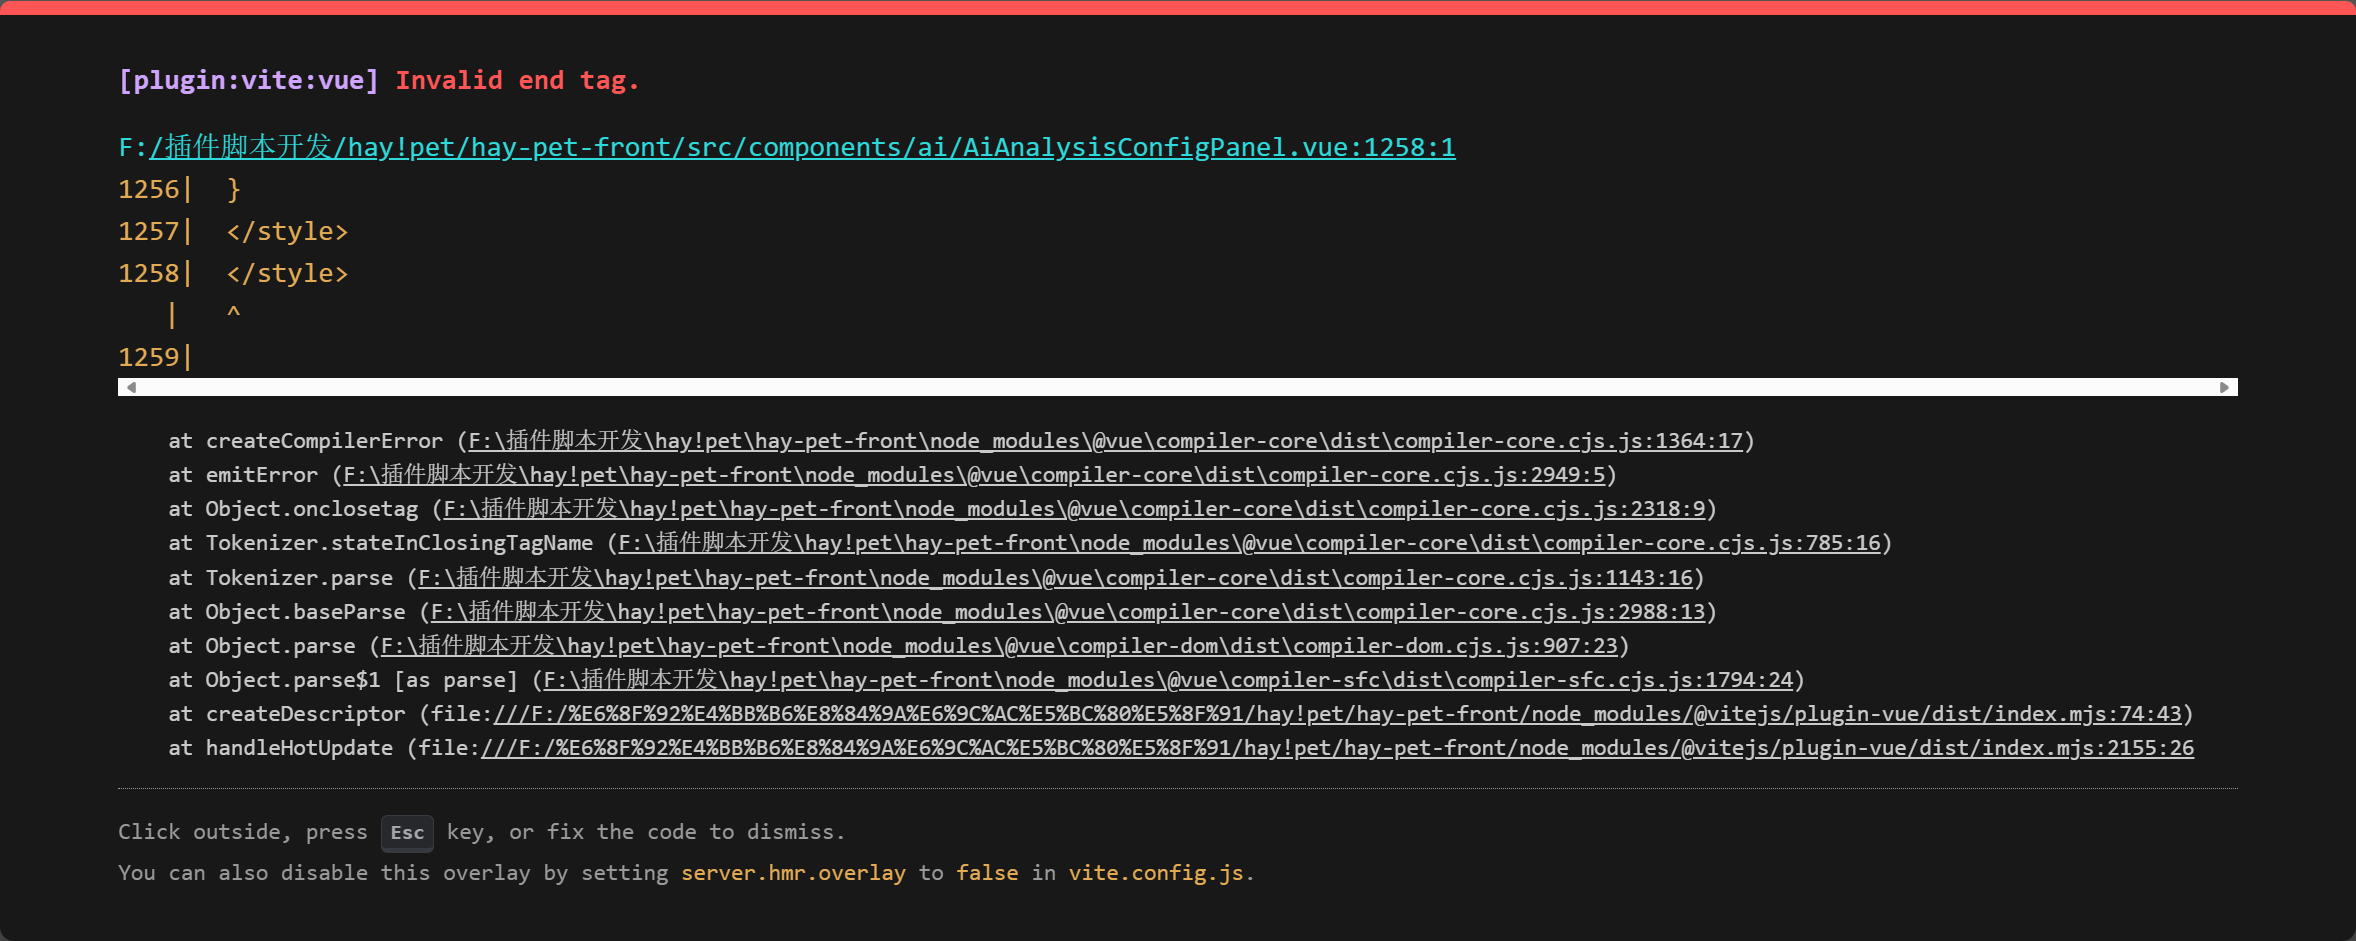 [plugin:vite:vue] Invalid end tag.
F:/插件脚本开发/hay!pet/hay-pet-front/src/components/ai/AiAnalysisConfigPanel.vue:1258:1
1256|  }
1257|  </style>
1258|  </style>
   |   ^
1259|
at createCompilerError (F:\插件脚本开发\hay!pet\hay-pet-front\node_modules\@vue\compiler-core\dist\compiler-core.cjs.js:1364:17)
at emitError (F:\插件脚本开发\hay!pet\hay-pet-front\node_modules\@vue\compiler-core\dist\compiler-core.cjs.js:2949:5)
at Object.onclosetag (F:\插件脚本开发\hay!pet\hay-pet-front\node_modules\@vue\compiler-core\dist\compiler-core.cjs.js:2318:9)
at Tokenizer.stateInClosingTagName (F:\插件脚本开发\hay!pet\hay-pet-front\node_modules\@vue\compiler-core\dist\compiler-core.cjs.js:785:16)
at Tokenizer.parse (F:\插件脚本开发\hay!pet\hay-pet-front\node_modules\@vue\compiler-core\dist\compiler-core.cjs.js:1143:16)
at Object.baseParse (F:\插件脚本开发\hay!pet\hay-pet-front\node_modules\@vue\compiler-core\dist\compiler-core.cjs.js:2988:13)
at Object.parse (F:\插件脚本开发\hay!pet\hay-pet-front\node_modules\@vue\compiler-dom\dist\compiler-dom.cjs.js:907:23)
at Object.parse$1 [as parse] (F:\插件脚本开发\hay!pet\hay-pet-front\node_modules\@vue\compiler-sfc\dist\compiler-sfc.cjs.js:1794:24)
at createDescriptor (file:///F:/%E6%8F%92%E4%BB%B6%E8%84%9A%E6%9C%AC%E5%BC%80%E5%8F%91/hay!pet/hay-pet-front/node_modules/@vitejs/plugin-vue/dist/index.mjs:74:43)
at handleHotUpdate (file:///F:/%E6%8F%92%E4%BB%B6%E8%84%9A%E6%9C%AC%E5%BC%80%E5%8F%91/hay!pet/hay-pet-front/node_modules/@vitejs/plugin-vue/dist/index.mjs:2155:26
Click outside, press Esc key, or fix the code to dismiss.
You can also disable this overlay by setting server.hmr.overlay to false in vite.config.js.